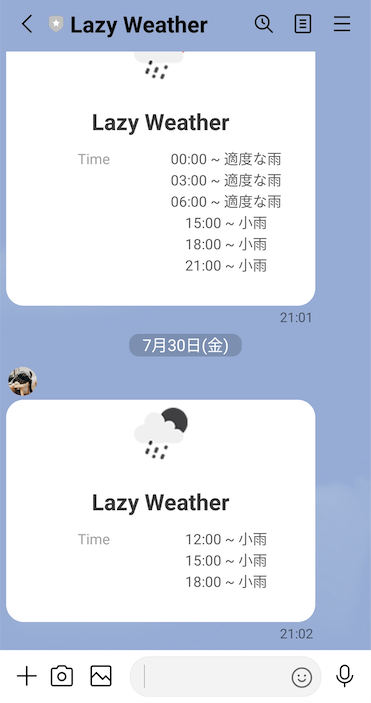 Lazy Weather
Lazy Weather
Time 00:00 ~ 適度な雨
03:00 ~ 適度な雨
06:00 ~ 適度な雨
15:00 ~ 小雨
18:00 ~ 小雨
21:00 ~ 小雨
21:01
7月30日(金)
Lazy Weather
Time 12:00 ~ 小雨
15:00 ~ 小雨
18:00 ~ 小雨
21:02